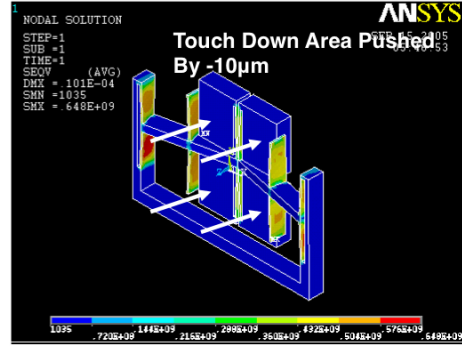 1
NODAL SOLUTION
ANSYS
STEP=1
SUB =1
TIME=1
SEQV (AVG)
DMX =.101E-04
SMN =1035
SMX =.648E+09
2005
Touch Down Area Pushed
By -10µm
1035 .144E+09 .288E+09 .432E+09 .576E+09
.720E+08 .216E+09 .360E+09 .504E+09 .648E+09